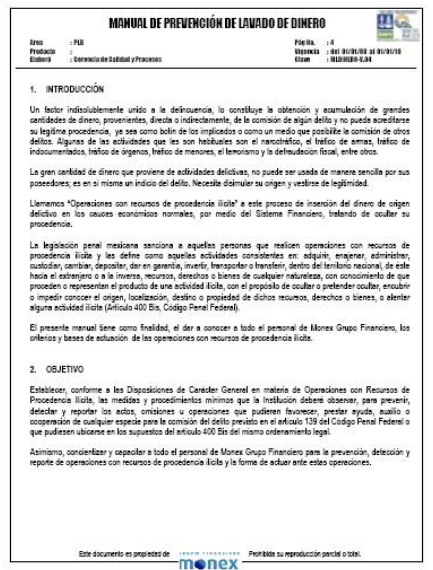 MANUAL DE PREVENCIÓN DE LAVADO DE DINERO
Area : PLD
Pág No. : 4
Producto :
Vigencia : del 01/01/09 al 01/01/10
Elaboró : Gerencia de Calidad y Procesos
Clave : MLDINERO-V.04
1. INTRODUCCIÓN
Un factor indisolublemente unido a la delincuencia, lo constituye la obtención y acumulación de grandes
cantidades de dinero, provenientes, directa o indirectamente, de la comisión de algún delito y no pueda acreditarse
su legítima procedencia, ya sea como botín de los implicados o como un medio que posibilite la comisión de otros
delitos. Algunas de las actividades que les son habituales son el narcotráfico, el tráfico de armas, tráfico de
indocumentados, tráfico de órganos, tráfico de menores, el terrorismo y la defraudación fiscal, entre otros.
La gran cantidad de dinero que proviene de actividades delictivas, no puede ser usada de manera sencilla por sus
poseedores; es en si misma un indicio del delito. Necesita disimular su origen y vestirse de legitimidad.
Llamamos "Operaciones con recursos de procedencia ilícita" a este proceso de inserción del dinero de origen
delictivo en los cauces económicos normales, por medio del Sistema Financiero, tratando de ocultar su
procedencia.
La legislación penal mexicana sanciona a aquellas personas que realicen operaciones con recursos de
procedencia ilícita y las define como aquellas actividades consistentes en: adquirir, enajenar, administrar,
custodiar, cambiar, depositar, dar en garantía, invertir, transportar o transferir, dentro del territorio nacional, de éste
hacia el extranjero o a la inversa, recursos, derechos o bienes de cualquier naturaleza, con conocimiento de que
proceden o representan el producto de una actividad ilícita, con el propósito de ocultar o pretender ocultar, encubrir
o impedir conocer el origen, localización, destino o propiedad de dichos recursos, derechos o bienes, o alentar
alguna actividad ilícita (Artículo 400 Bis, Código Penal Federal).
El presente manual tiene como finalidad, el dar a conocer a todo el personal de Monex Grupo Financiero, los
criterios y bases de actuación de las operaciones con recursos de procedencia ilícita.
2. OBJETIVO
Establecer, conforme a las Disposiciones de Carácter General en materia de Operaciones con Recursos de
Procedencia Ilícita, las medidas y procedimientos mínimos que la Institución deberá observar, para prevenir,
detectar y reportar los actos, omisiones u operaciones que pudieran favorecer, prestar ayuda, auxilio o
cooperación de cualquier especie para la comisión del delito previsto en el artículo 139 del Código Penal Federal o
que pudiesen ubicarse en los supuestos del artículo 400 Bis del mismo ordenamiento legal.
Asimismo, concientizar y capacitar a todo el personal de Monex Grupo Financiero para la prevención, detección y
reporte de operaciones con recursos de procedencia ilícita y la forma de actuar ante estas operaciones.
Este documento es propiedad de
GRUPO FINANCIERO
monex
Prohibida su reproducción parcial o total.